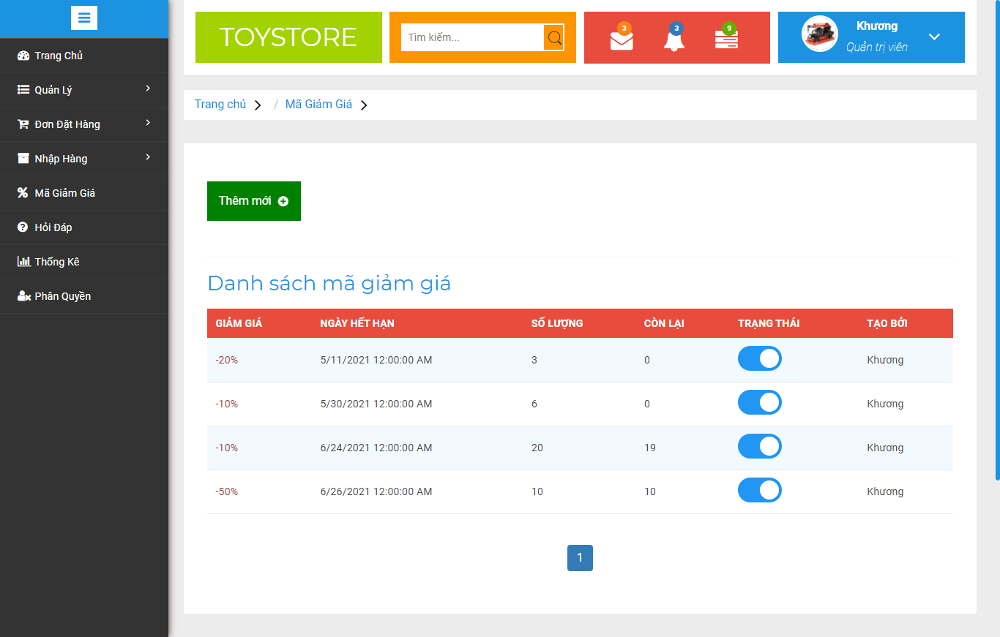 TOYSTORE
Tìm kiếm...
3
3
9
Khương
Quản trị viên
Trang Chủ
Quản Lý
Đơn Đặt Hàng
Nhập Hàng
Mã Giảm Giá
Hỏi Đáp
Thống Kê
Phân Quyền
Trang chủ / Mã Giảm Giá
Thêm mới
Danh sách mã giảm giá
GIẢM GIÁ NGÀY HẾT HẠN SỐ LƯỢNG CÒN LẠI TRẠNG THÁI TẠO BỞI
-20% 5/11/2021 12:00:00 AM 3 0 Khương
-10% 5/30/2021 12:00:00 AM 6 0 Khương
-10% 6/24/2021 12:00:00 AM 20 19 Khương
-50% 6/26/2021 12:00:00 AM 10 10 Khương
1